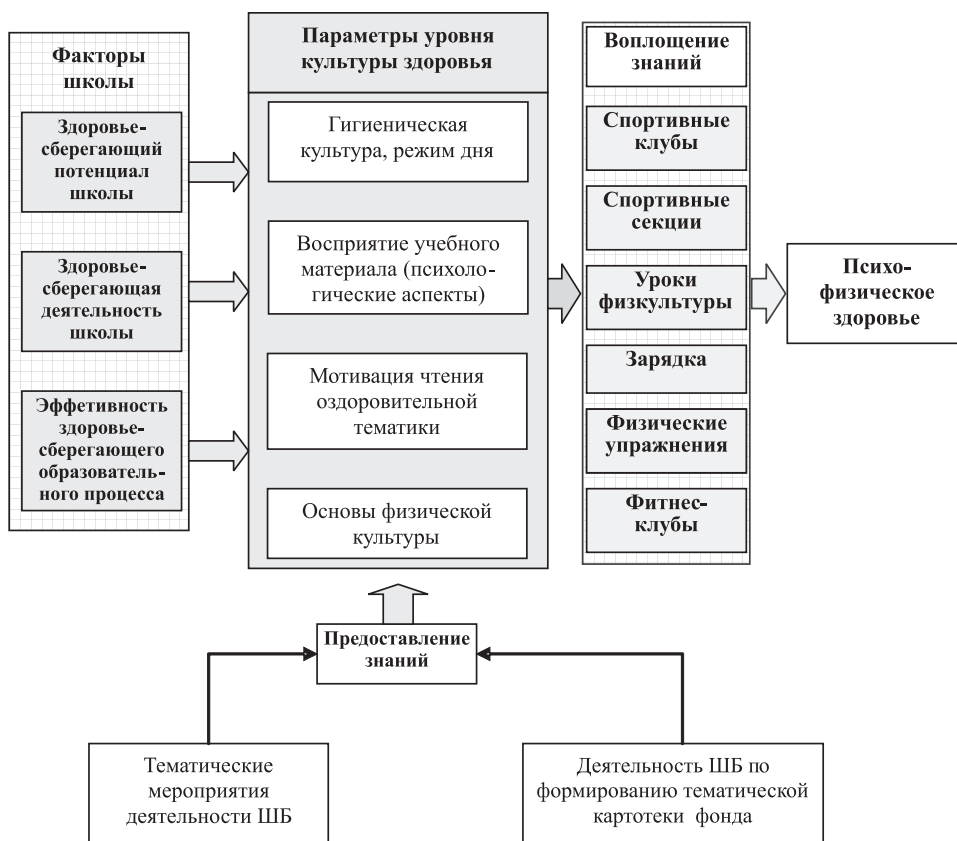 Факторы
школы
Здоровье-
сберегающий
потенциал
школы
Здоровье-
сберегающая
деятельность
школы
Эффетивность
здоровье-
сберегающего
образователь-
ного процесса
Параметры уровня
культуры здоровья
Гигиеническая
культура, режим дня
Восприятие учебного
материала (психоло-
гические аспекты)
Мотивация чтения
оздоровительной
тематики
Основы физической
культуры
Воплощение
знаний
Спортивные
клубы
Спортивные
секции
Уроки
физкультуры
Зарядка
Физические
упражнения
Фитнес-
клубы
Психо-
физическое
здоровье
Предоставление
знаний
Тематические
мероприятия
деятельности ШБ
Деятельность ШБ по
формированию тематической
картотеки фонда